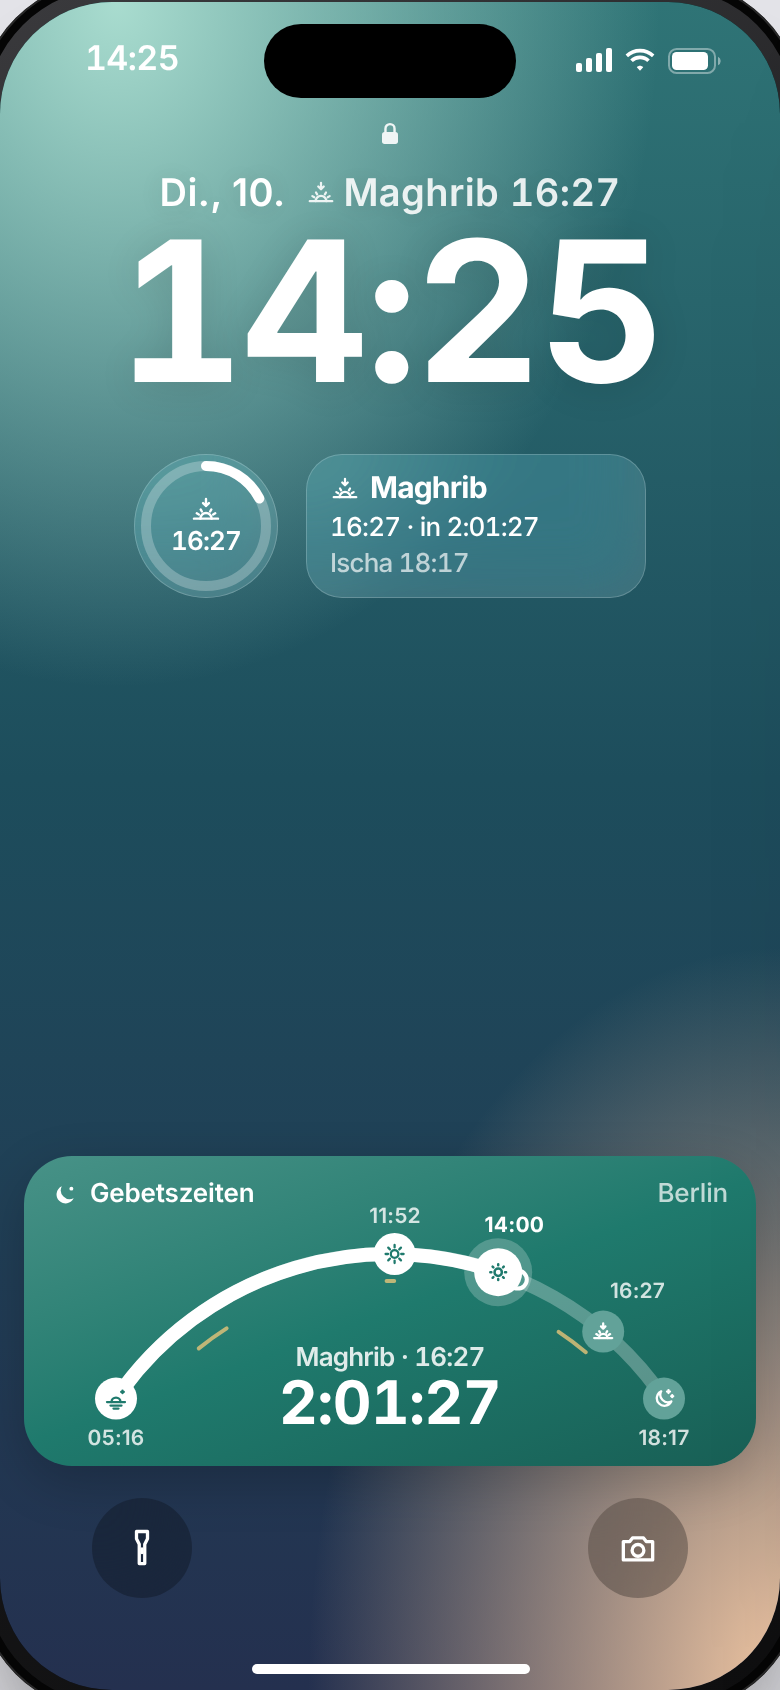 14:25
Di., 10. Maghrib 16:27
14:25
16:27
Maghrib
16:27 · in 2:01:27
Ischa 18:17
Gebetszeiten
Berlin
11:52
14:00
16:27
Maghrib · 16:27
2:01:27
05:16
18:17